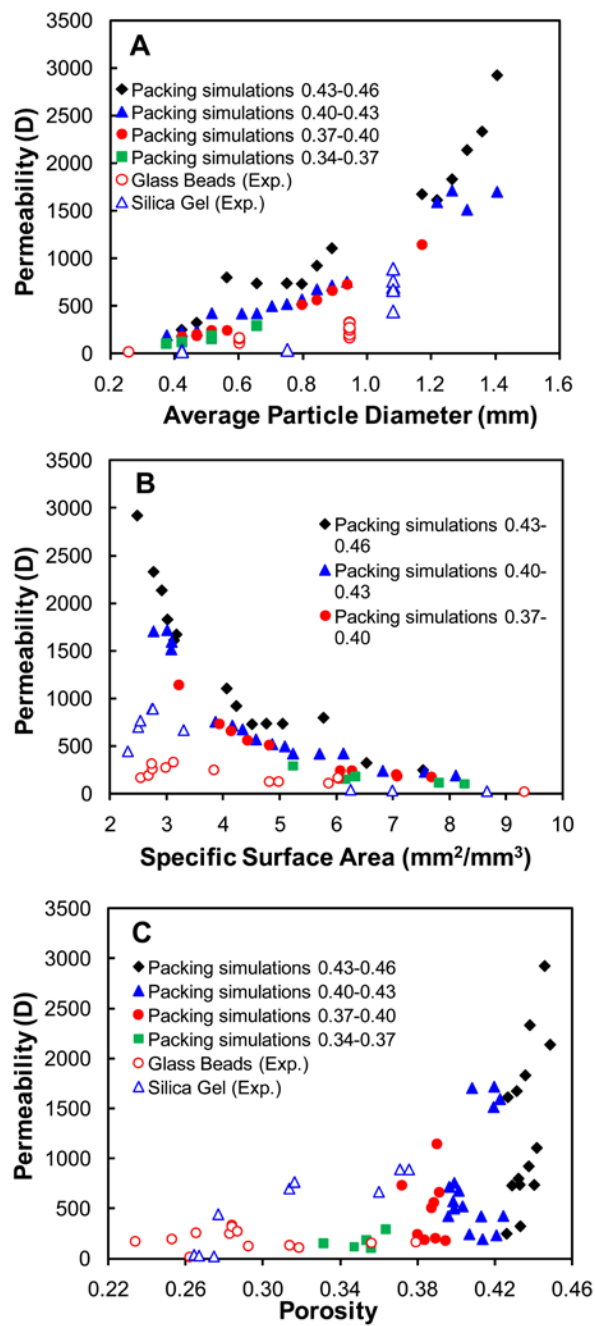 A
3500
3000
2500
2000
1500
1000
500
0
Permeability (D)
Packing simulations 0.43-0.46
Packing simulations 0.40-0.43
Packing simulations 0.37-0.40
Packing simulations 0.34-0.37
Glass Beads (Exp.)
Silica Gel (Exp.)
0.2 0.4 0.6 0.8 1.0 1.2 1.4 1.6
Average Particle Diameter (mm)
B
3500
3000
2500
2000
1500
1000
500
0
Permeability (D)
Packing simulations 0.43-
0.46
Packing simulations 0.40-
0.43
Packing simulations 0.37-
0.40
2 3 4 5 6 7 8 9 10
Specific Surface Area (mm²/mm³)
C
3500
3000
2500
2000
1500
1000
500
0
Permeability (D)
Packing simulations 0.43-0.46
Packing simulations 0.40-0.43
Packing simulations 0.37-0.40
Packing simulations 0.34-0.37
Glass Beads (Exp.)
Silica Gel (Exp.)
0.22 0.26 0.30 0.34 0.38 0.42 0.46
Porosity